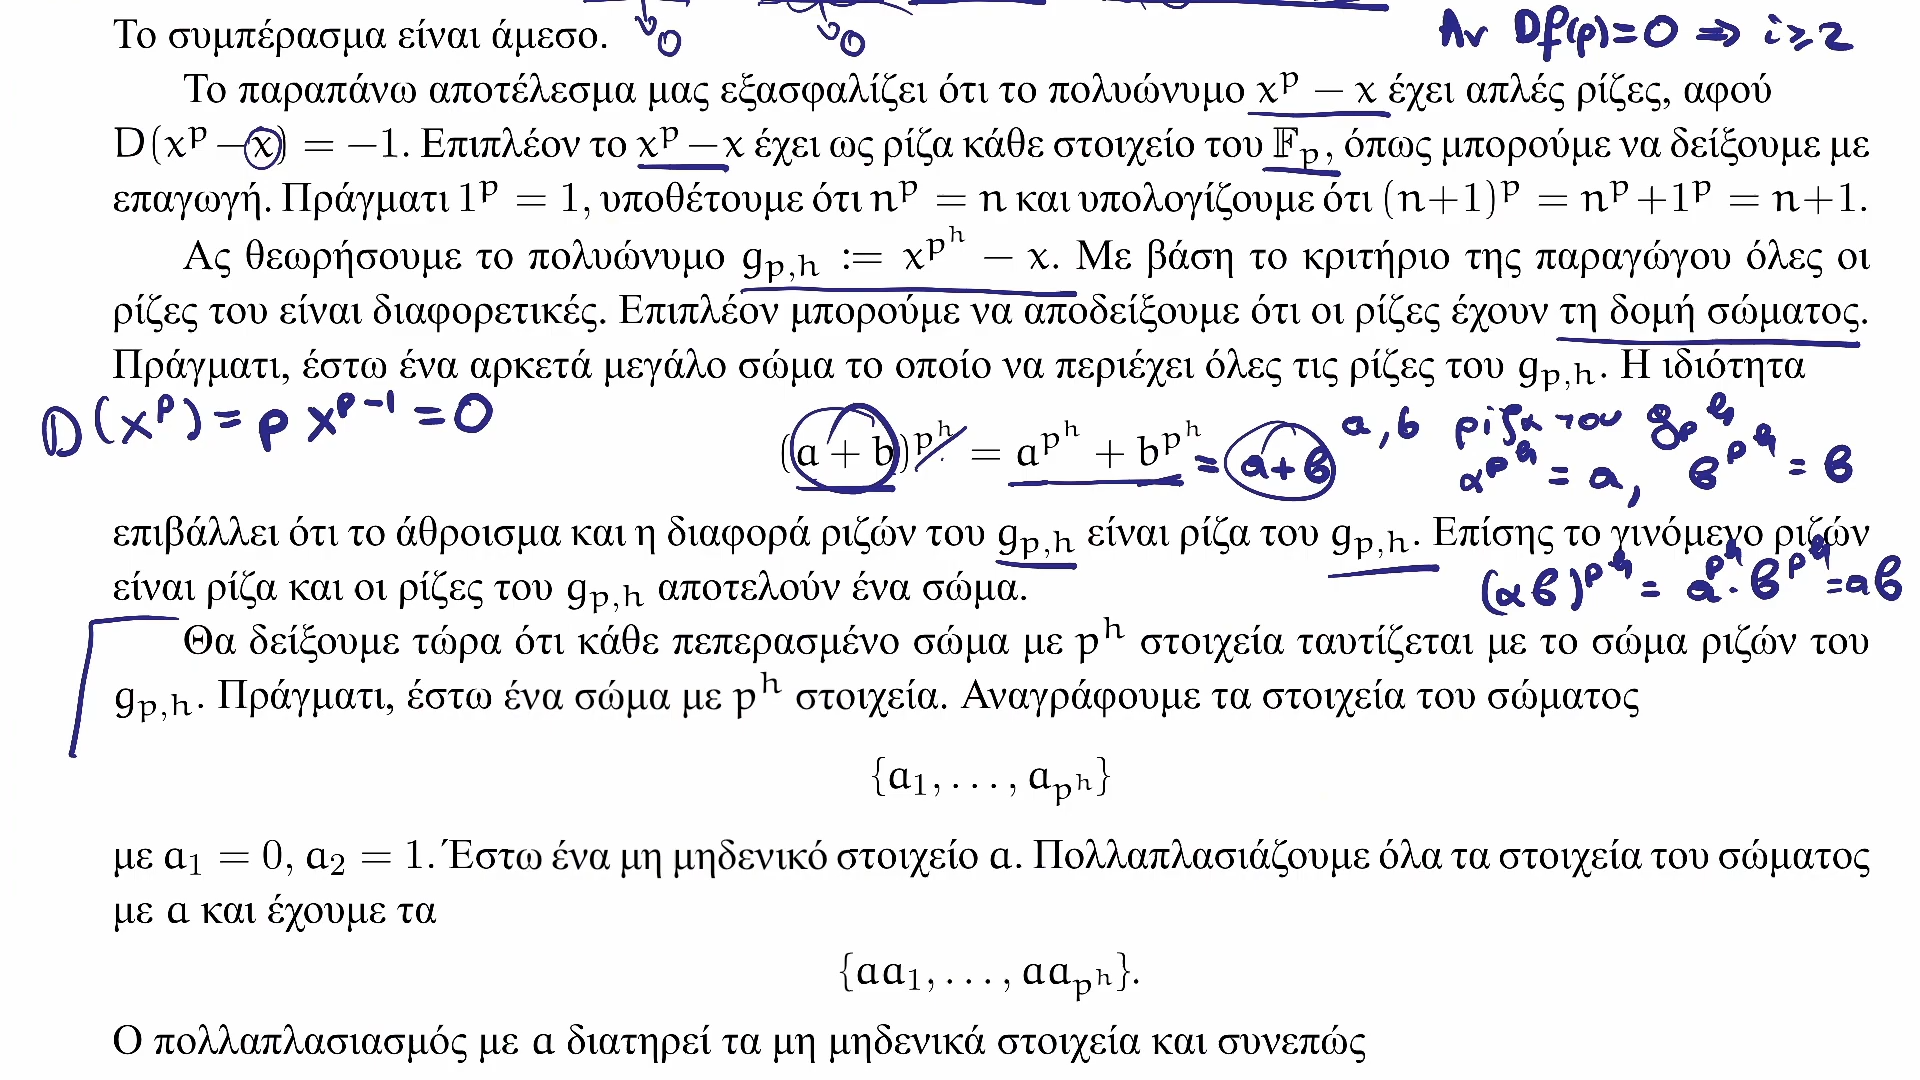 Το συμπέρασμα είναι άμεσο.
0 0
Αν Df(ρ)=0 ⇒ i≥2
Το παραπάνω αποτέλεσμα μας εξασφαλίζει ότι το πολυώνυμο x^p − x έχει απλές ρίζες, αφού
D(x^p − x) = −1. Επιπλέον το x^p − x έχει ως ρίζα κάθε στοιχείο του 𝔽_p, όπως μπορούμε να δείξουμε με
επαγωγή. Πράγματι 1^p = 1, υποθέτουμε ότι n^p = n και υπολογίζουμε ότι (n+1)^p = n^p + 1^p = n+1.
Ας θεωρήσουμε το πολυώνυμο g_{p,h} := x^{p^h} − x. Με βάση το κριτήριο της παραγώγου όλες οι
ρίζες του είναι διαφορετικές. Επιπλέον μπορούμε να αποδείξουμε ότι οι ρίζες έχουν τη δομή σώματος.
Πράγματι, έστω ένα αρκετά μεγάλο σώμα το οποίο να περιέχει όλες τις ρίζες του g_{p,h}. Η ιδιότητα
D(x^p) = p x^{p-1} = 0
(a + b)^{p^h} = a^{p^h} + b^{p^h} = a+b
a, b ρίζα του g_{p^h}
a^{p^h} = a, b^{p^h} = b
επιβάλλει ότι το άθροισμα και η διαφορά ριζών του g_{p,h} είναι ρίζα του g_{p,h}. Επίσης το γινόμενο ριζών
είναι ρίζα και οι ρίζες του g_{p,h} αποτελούν ένα σώμα.
(ab)^{p^h} = a^{p^h} · b^{p^h} = ab
Θα δείξουμε τώρα ότι κάθε πεπερασμένο σώμα με p^h στοιχεία ταυτίζεται με το σώμα ριζών του
g_{p,h}. Πράγματι, έστω ένα σώμα με p^h στοιχεία. Αναγράφουμε τα στοιχεία του σώματος
{a_1, . . . , a_{p^h}}
με a_1 = 0, a_2 = 1. Έστω ένα μη μηδενικό στοιχείο a. Πολλαπλασιάζουμε όλα τα στοιχεία του σώματος
με a και έχουμε τα
{aa_1, . . . , aa_{p^h}}.
Ο πολλαπλασιασμός με a διατηρεί τα μη μηδενικά στοιχεία και συνεπώς